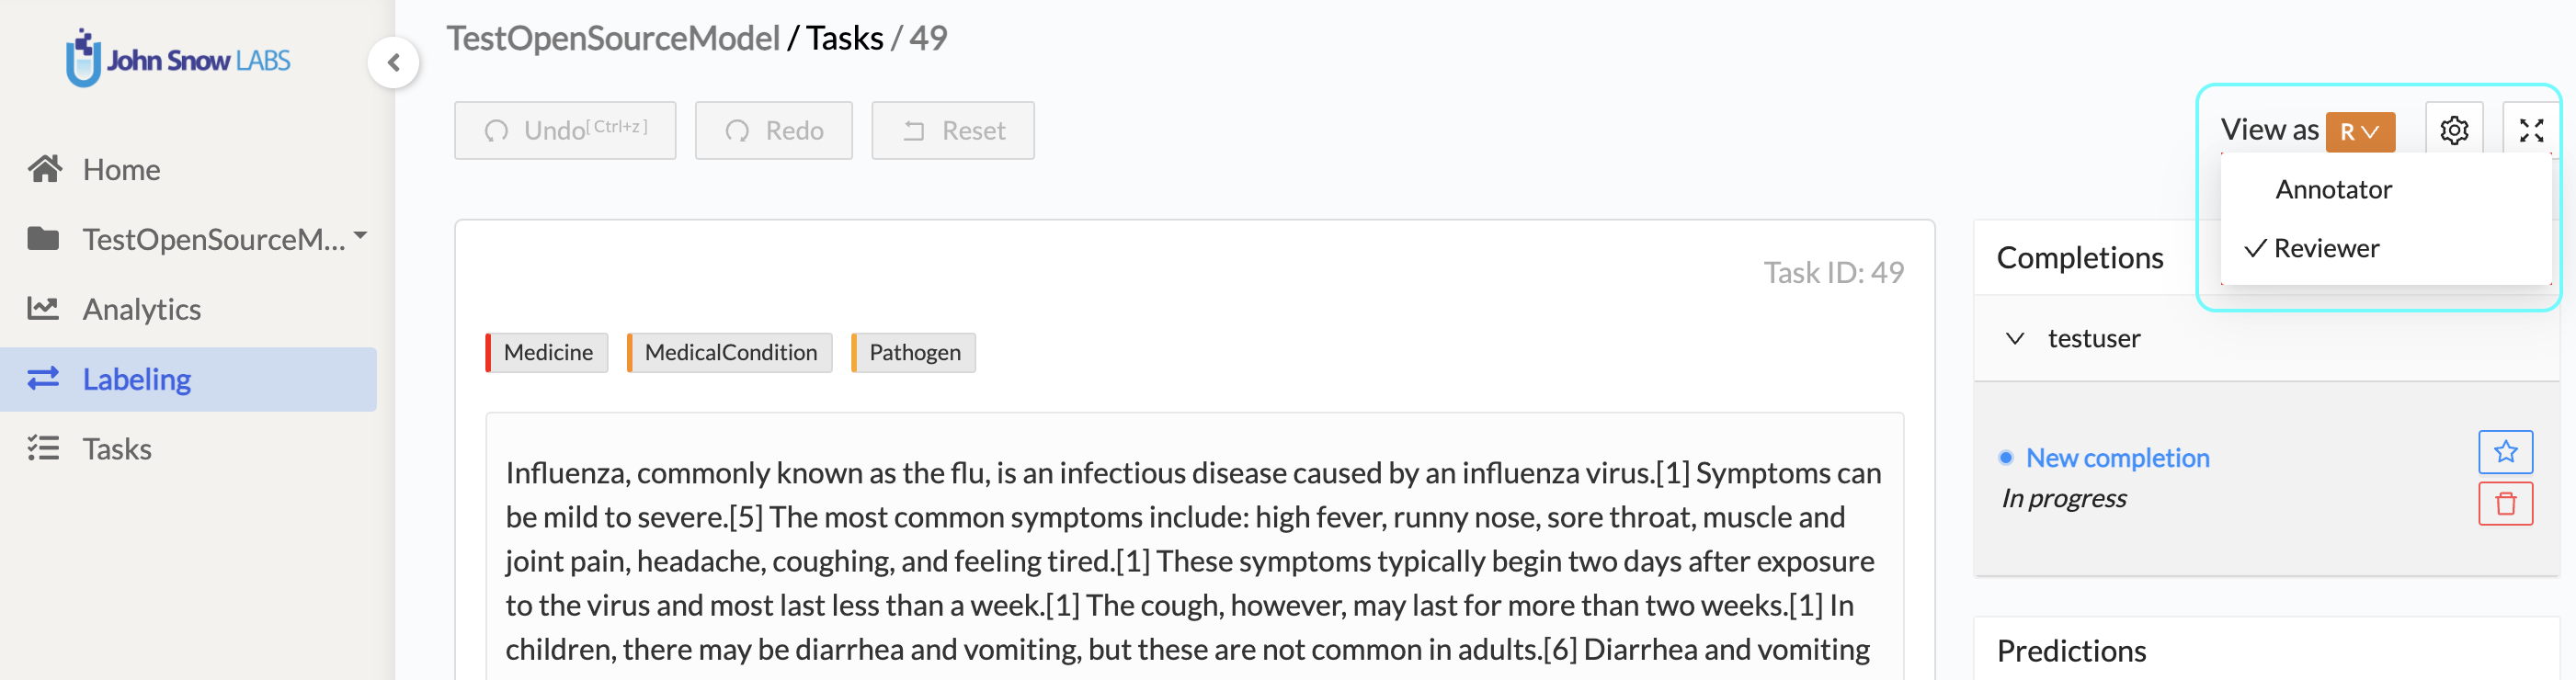 John Snow LABS
Home
TestOpenSourceM...
Analytics
Labeling
Tasks
TestOpenSourceModel / Tasks / 49
Undo[ Ctrl+z ]
Redo
Reset
View as R
Annotator
Reviewer
Task ID: 49
Medicine
MedicalCondition
Pathogen
Influenza, commonly known as the flu, is an infectious disease caused by an influenza virus.[1] Symptoms can
be mild to severe.[5] The most common symptoms include: high fever, runny nose, sore throat, muscle and
joint pain, headache, coughing, and feeling tired.[1] These symptoms typically begin two days after exposure
to the virus and most last less than a week.[1] The cough, however, may last for more than two weeks.[1] In
children, there may be diarrhea and vomiting, but these are not common in adults.[6] Diarrhea and vomiting
Completions
testuser
New completion
In progress
Predictions